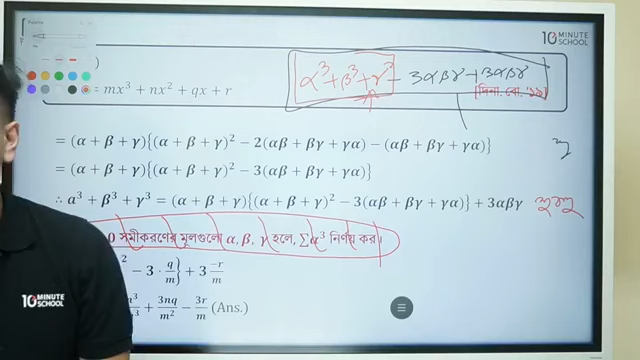 10 MINUTE SCHOOL
α³ + β³ + γ³ - 3αβγ + 3αβγ
[দিনা. বো. '১৯]
= mx³ + nx² + qx + r
= (α + β + γ){(α + β + γ)² − 2(αβ + βγ + γα) − (αβ + βγ + γα)}
= (α + β + γ){(α + β + γ)² − 3(αβ + βγ + γα)}
∴ α³ + β³ + γ³ = (α + β + γ){(α + β + γ)² − 3(αβ + βγ + γα)} + 3αβγ
0 সমীকরণের মূলগুলো α, β, γ হলে, ∑α³ নির্ণয় কর।
² − 3 · q/m} + 3 −r/m
n³/m³ + 3nq/m² − 3r/m (Ans.)
10 MINUTE SCHOOL